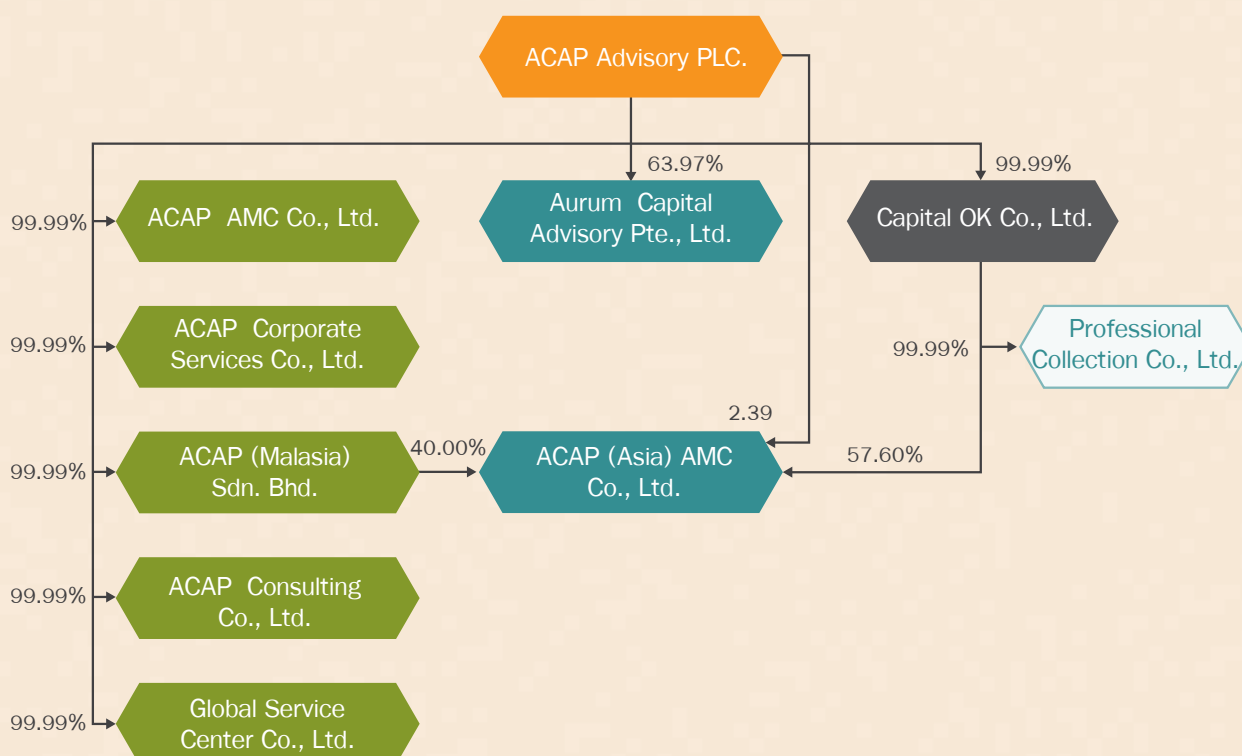 ACAP Advisory PLC.
63.97%
99.99%
99.99%
ACAP AMC Co., Ltd.
Aurum Capital
Advisory Pte., Ltd.
Capital OK Co., Ltd.
99.99%
ACAP Corporate
Services Co., Ltd.
99.99%
Professional
Collection Co., Ltd.
2.39
99.99%
ACAP (Malasia)
Sdn. Bhd.
40.00%
ACAP (Asia) AMC
Co., Ltd.
57.60%
99.99%
ACAP Consulting
Co., Ltd.
99.99%
Global Service
Center Co., Ltd.